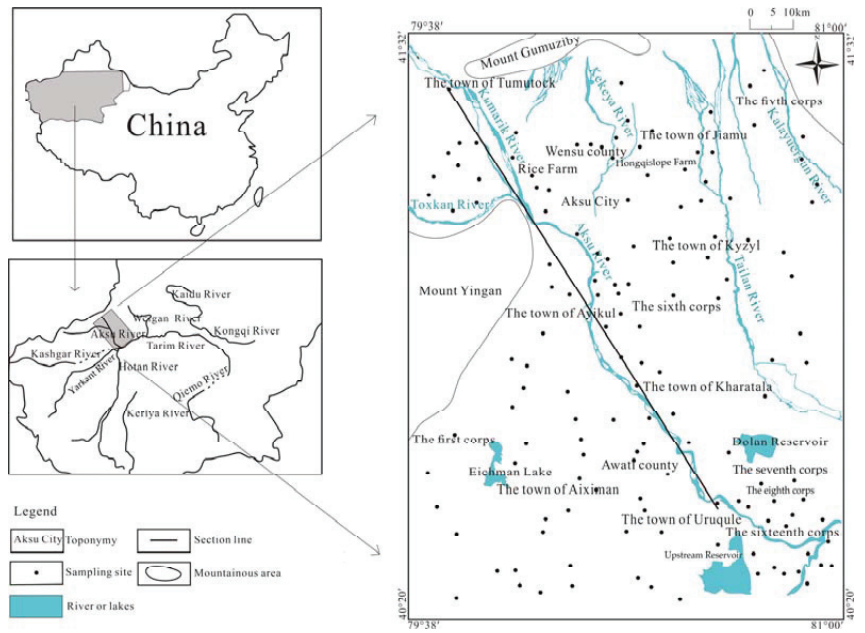 China
Kaidu River
Weigan River
Aksu River
Kongqi River
Kashgar River
Tarim River
Yarkant River
Hotan River
Qiemo River
Keriya River
Legend
Aksu City
Toponymy
Section line
Sampling site
Mountainous area
River or lakes
0 5 10km
79°38'
81°00'
41°32'
41°32'
Mount Gumuziby
The town of Tumutock
Kumarik River
Kekeya River
The fivth corps
The town of Jiamu
Wensu county
Hongqislope Farm
Rice Farm
Kalayuergan River
Toxkan River
Aksu City
Aksu River
The town of Kyzyl
Tailan River
Mount Yingan
The sixth corps
The town of Ayikul
The town of Kharatala
The first corps
Dolan Reservoir
Eichman Lake
Awati county
The seventh corps
The town of Aiximan
The eighth corps
The town of Uruqule
The sixteenth corps
Upstream Reservoir
40°20'
40°20'
79°38'
81°00'